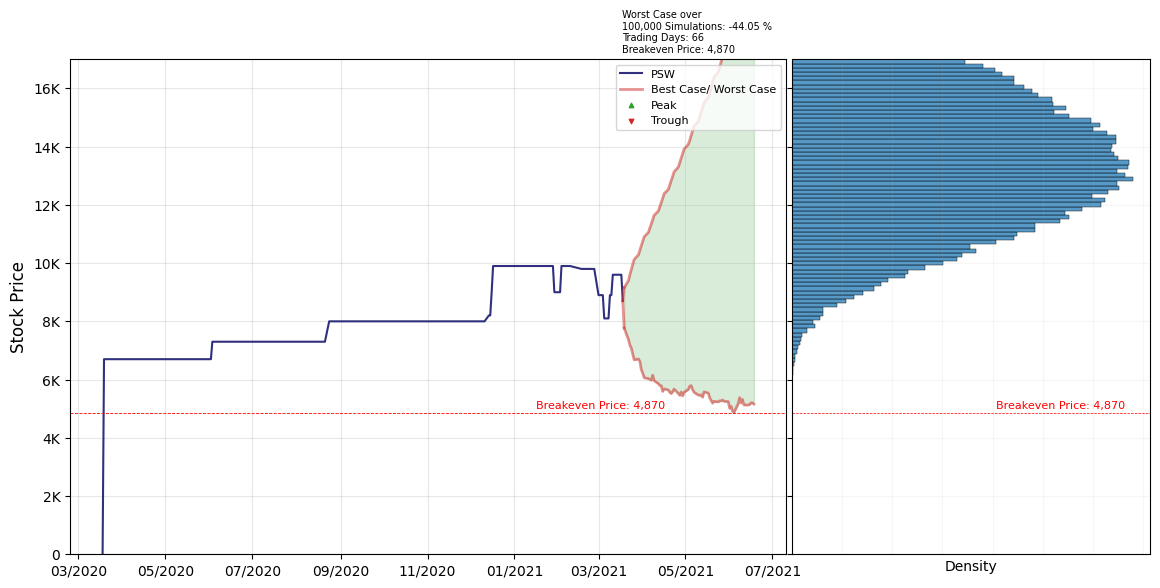 Worst Case over
100,000 Simulations: -44.05 %
Trading Days: 66
Breakeven Price: 4,870
PSW
Best Case/ Worst Case
Peak
Trough
16K
14K
12K
10K
8K
6K
4K
2K
0
Stock Price
Breakeven Price: 4,870
Breakeven Price: 4,870
03/2020
05/2020
07/2020
09/2020
11/2020
01/2021
03/2021
05/2021
07/2021
Density